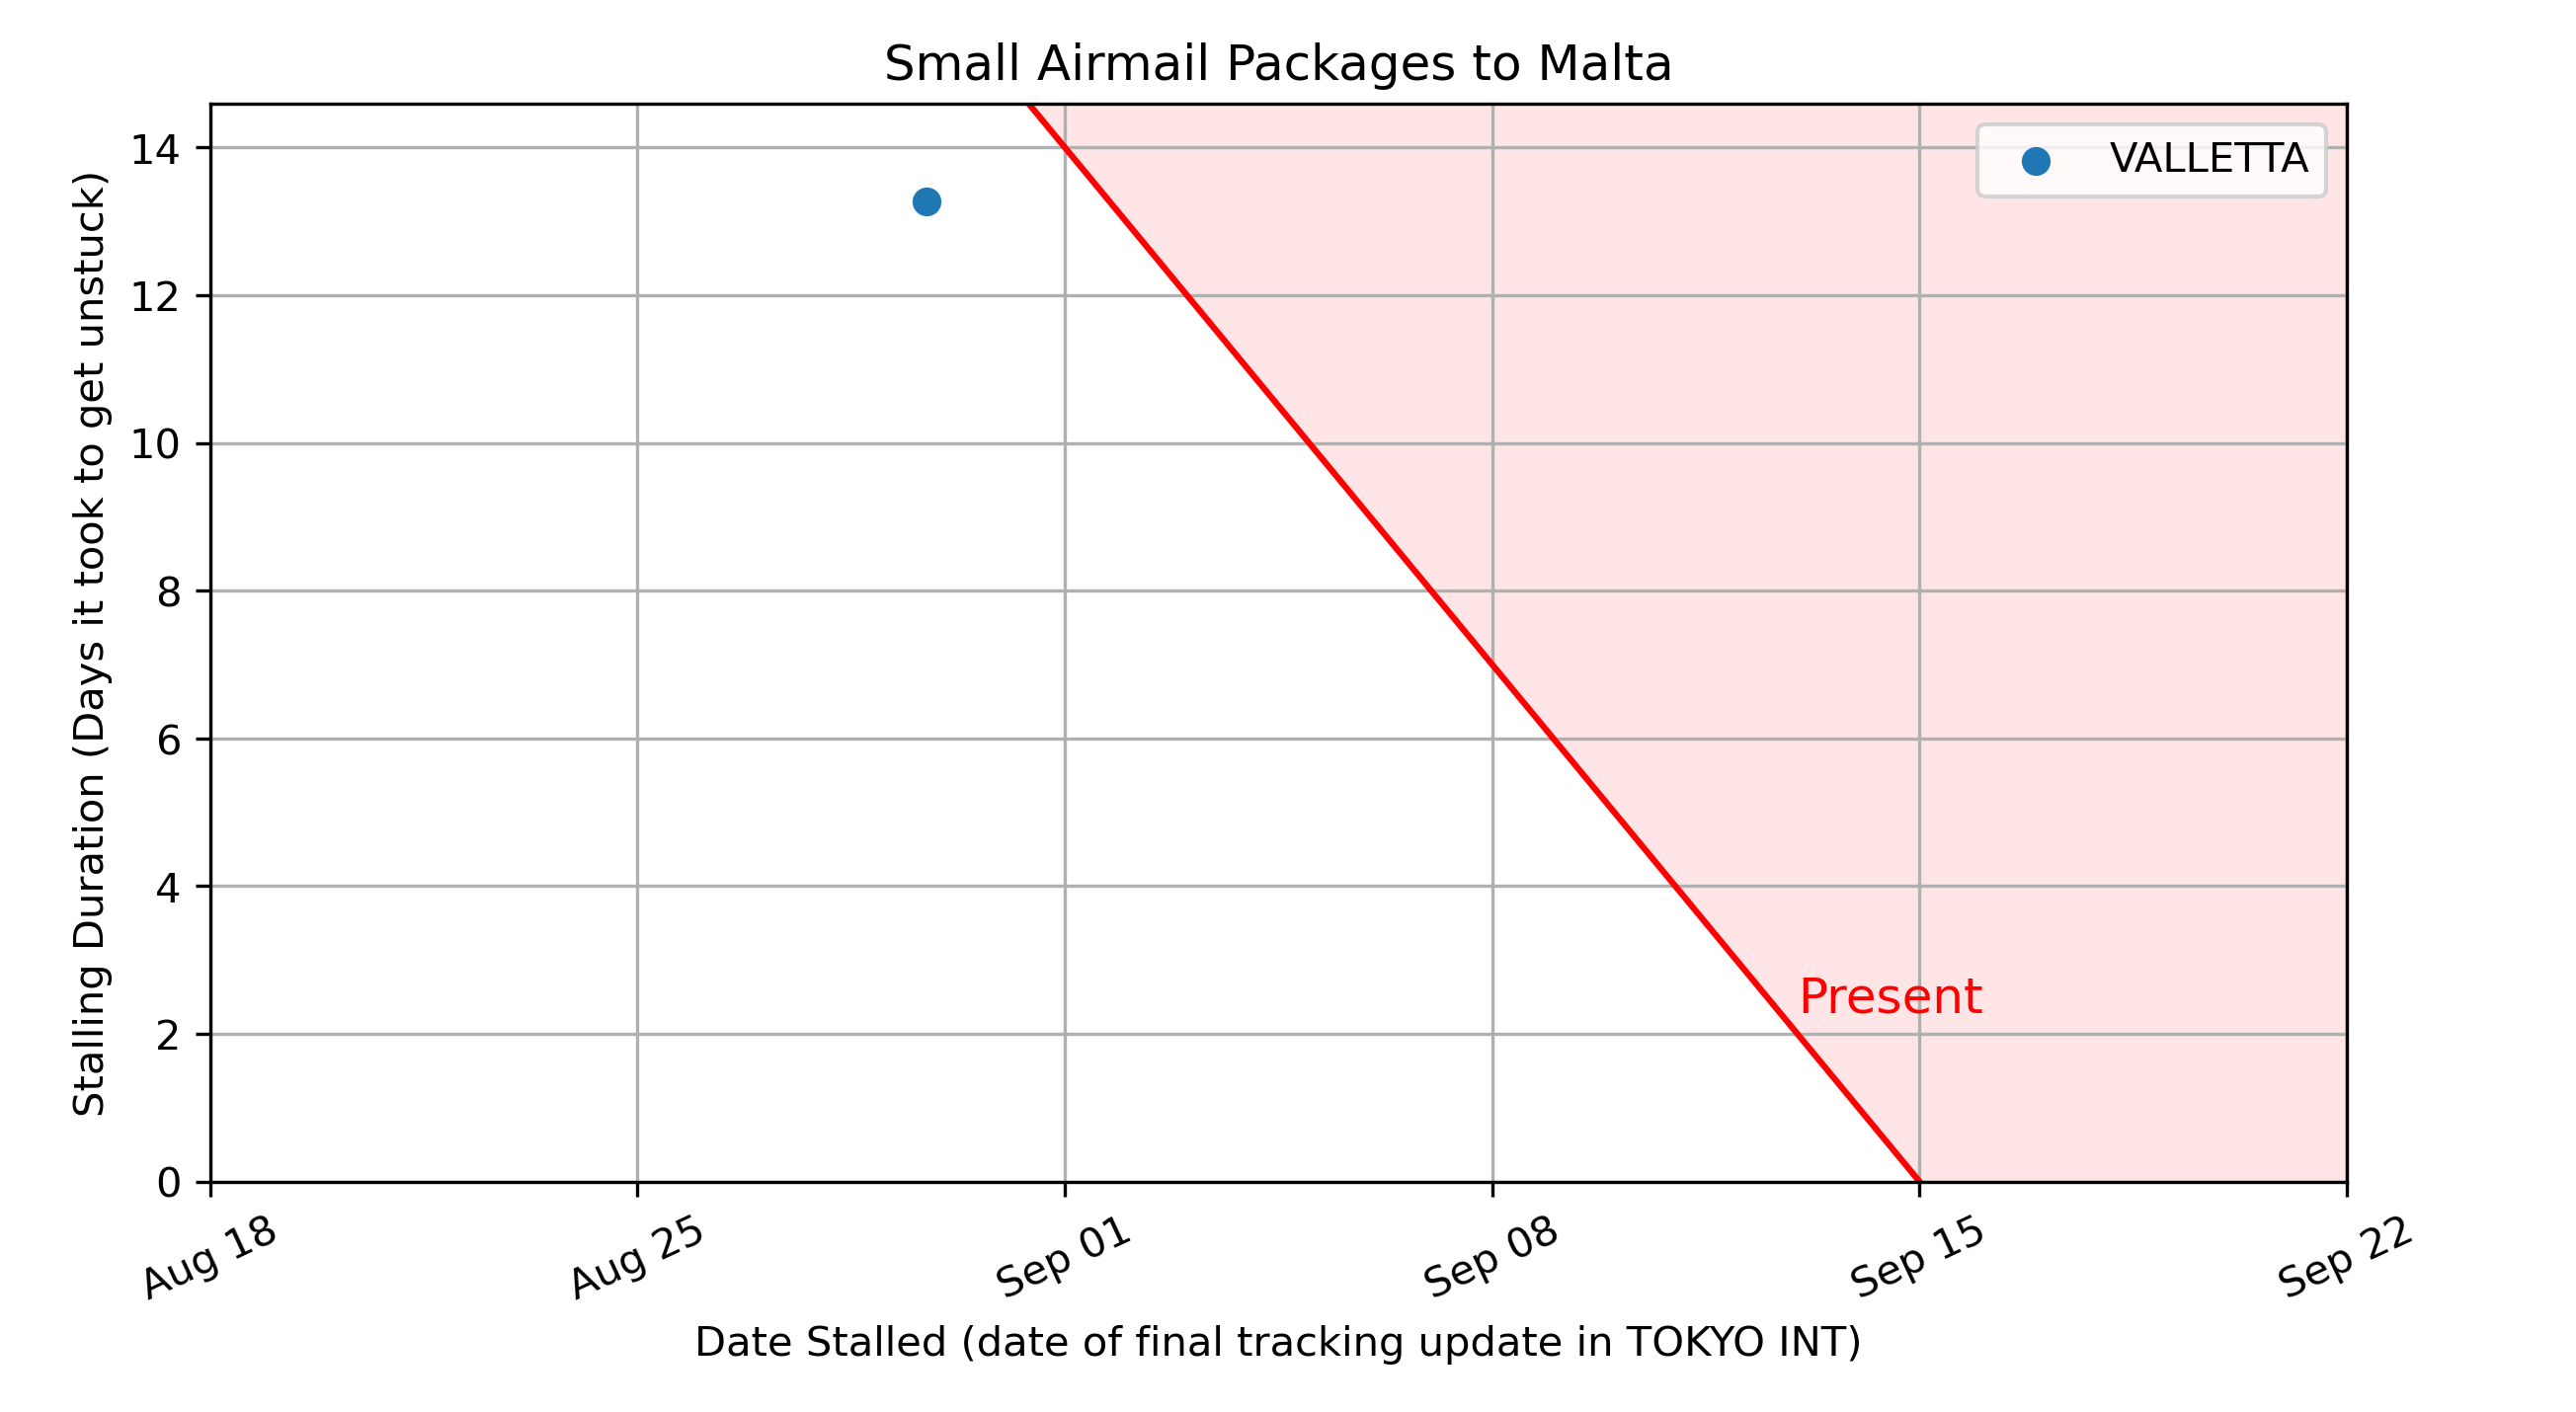 Small Airmail Packages to Malta
VALLETTA
Stalling Duration (Days it took to get unstuck)
14
12
10
8
6
4
2
0
Present
Aug 18
Aug 25
Sep 01
Sep 08
Sep 15
Sep 22
Date Stalled (date of final tracking update in TOKYO INT)